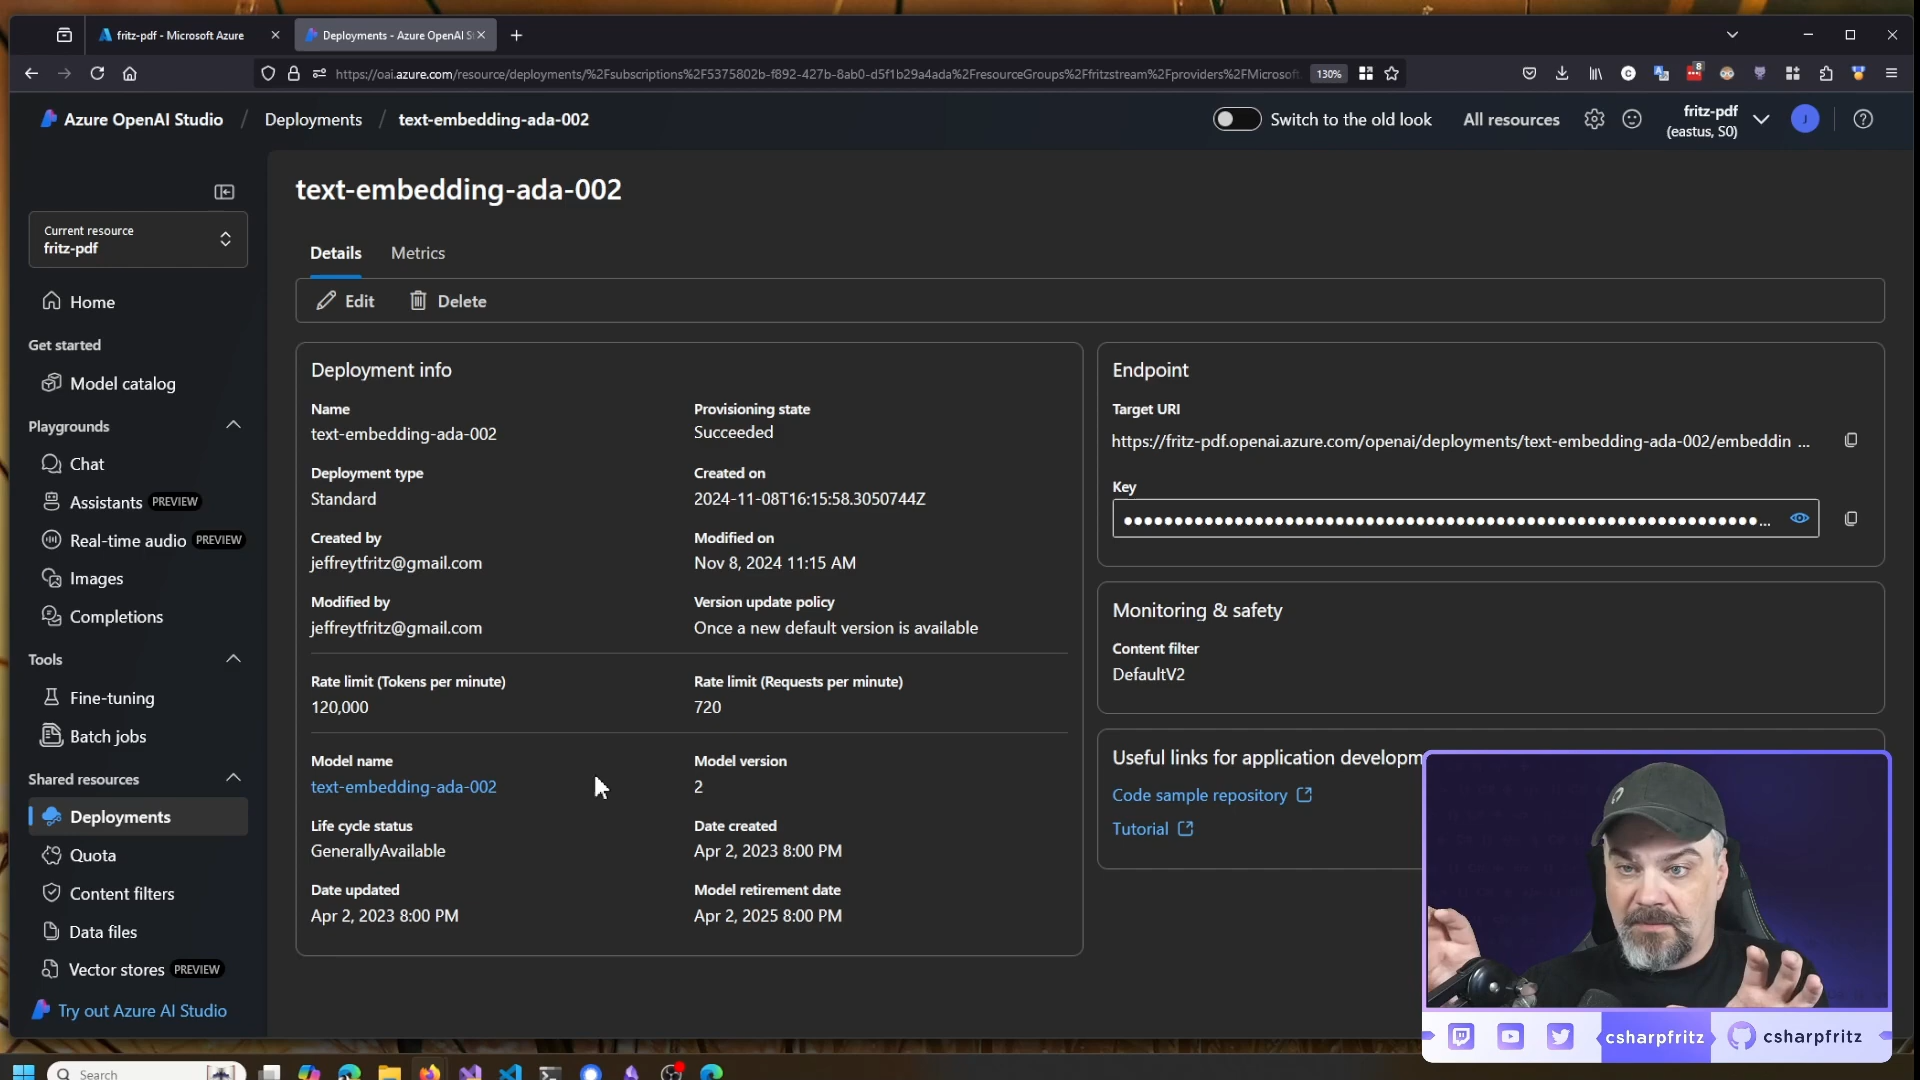 fritz-pdf - Microsoft Azure
Deployments - Azure OpenAI S
https://oai.azure.com/resource/deployments/%2Fsubscriptions%2F5375802b-f892-427b-8ab0-d5f1b29a4ada%2FresourceGroups%2Ffritzstream%2Fproviders%2FMicrosoft.
130%
8
Azure OpenAI Studio / Deployments / text-embedding-ada-002
Switch to the old look
All resources
fritz-pdf
(eastus, S0)
J
text-embedding-ada-002
Current resource
fritz-pdf
Home
Get started
Model catalog
Playgrounds
Chat
Assistants PREVIEW
Real-time audio PREVIEW
Images
Completions
Tools
Fine-tuning
Batch jobs
Shared resources
Deployments
Quota
Content filters
Data files
Vector stores PREVIEW
Try out Azure AI Studio
Details Metrics
Edit Delete
Deployment info
Name
text-embedding-ada-002
Provisioning state
Succeeded
Deployment type
Standard
Created on
2024-11-08T16:15:58.3050744Z
Created by
jeffreytfritz@gmail.com
Modified on
Nov 8, 2024 11:15 AM
Modified by
jeffreytfritz@gmail.com
Version update policy
Once a new default version is available
Rate limit (Tokens per minute)
120,000
Rate limit (Requests per minute)
720
Model name
text-embedding-ada-002
Model version
2
Life cycle status
GenerallyAvailable
Date created
Apr 2, 2023 8:00 PM
Date updated
Apr 2, 2023 8:00 PM
Model retirement date
Apr 2, 2025 8:00 PM
Endpoint
Target URI
https://fritz-pdf.openai.azure.com/openai/deployments/text-embedding-ada-002/embeddin ...
Key
Monitoring & safety
Content filter
DefaultV2
Useful links for application developm
Code sample repository
Tutorial
csharpfritz
csharpfritz
Search